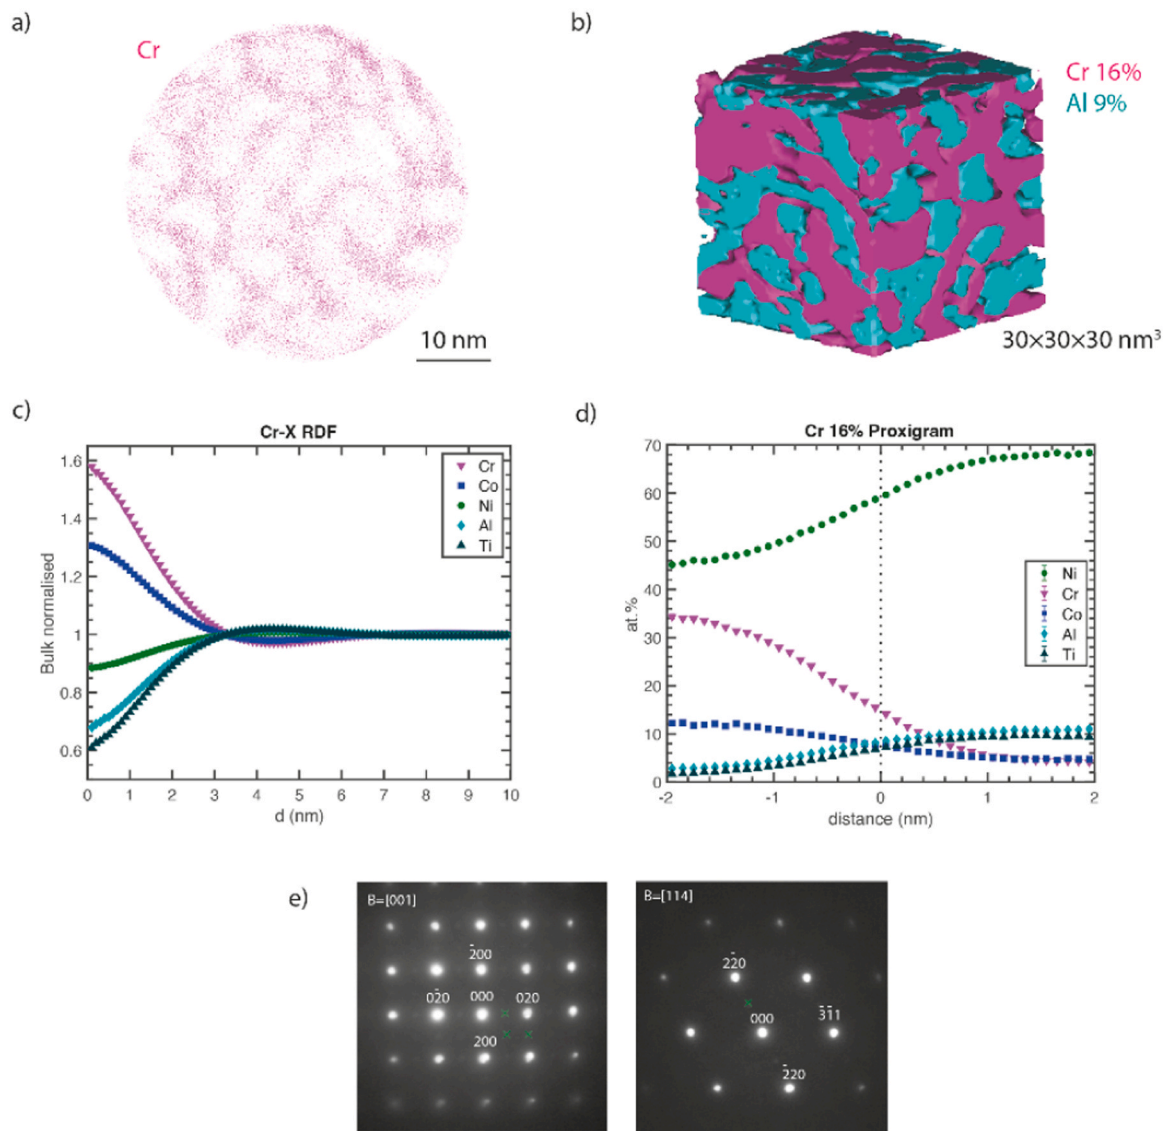 a)
Cr
10 nm
b)
Cr 16%
Al 9%
30×30×30 nm³
c)
Cr-X RDF
Bulk normalised
1.6
1.4
1.2
1
0.8
0.6
Cr
Co
Ni
Al
Ti
0 1 2 3 4 5 6 7 8 9 10
d (nm)
d)
Cr 16% Proxigram
at.%
70
60
50
40
30
20
10
0
Ni
Cr
Co
Al
Ti
-2 -1 0 1 2
distance (nm)
e)
B=[001]
2̄00
02̄0 000 020
200
B=[114]
22̄0
000
3̄1̄1
2̄20